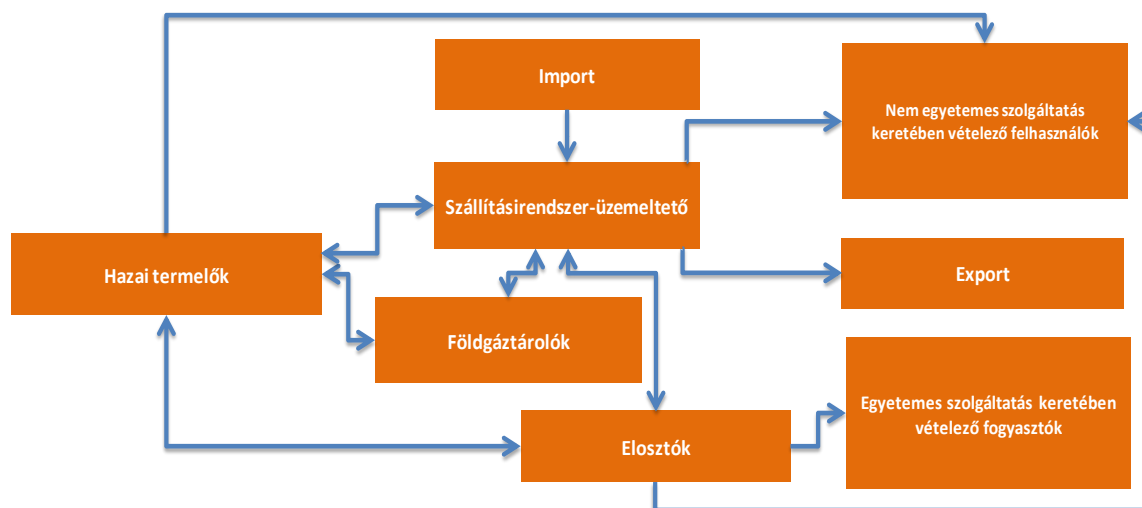 Import
Nem egyetemes szolgáltatás
keretében vételező felhasználók
Szállításirendszer-üzemeltető
Hazai termelők
Export
Földgáztárolók
Egyetemes szolgáltatás keretében
vételező fogyasztók
Elosztók